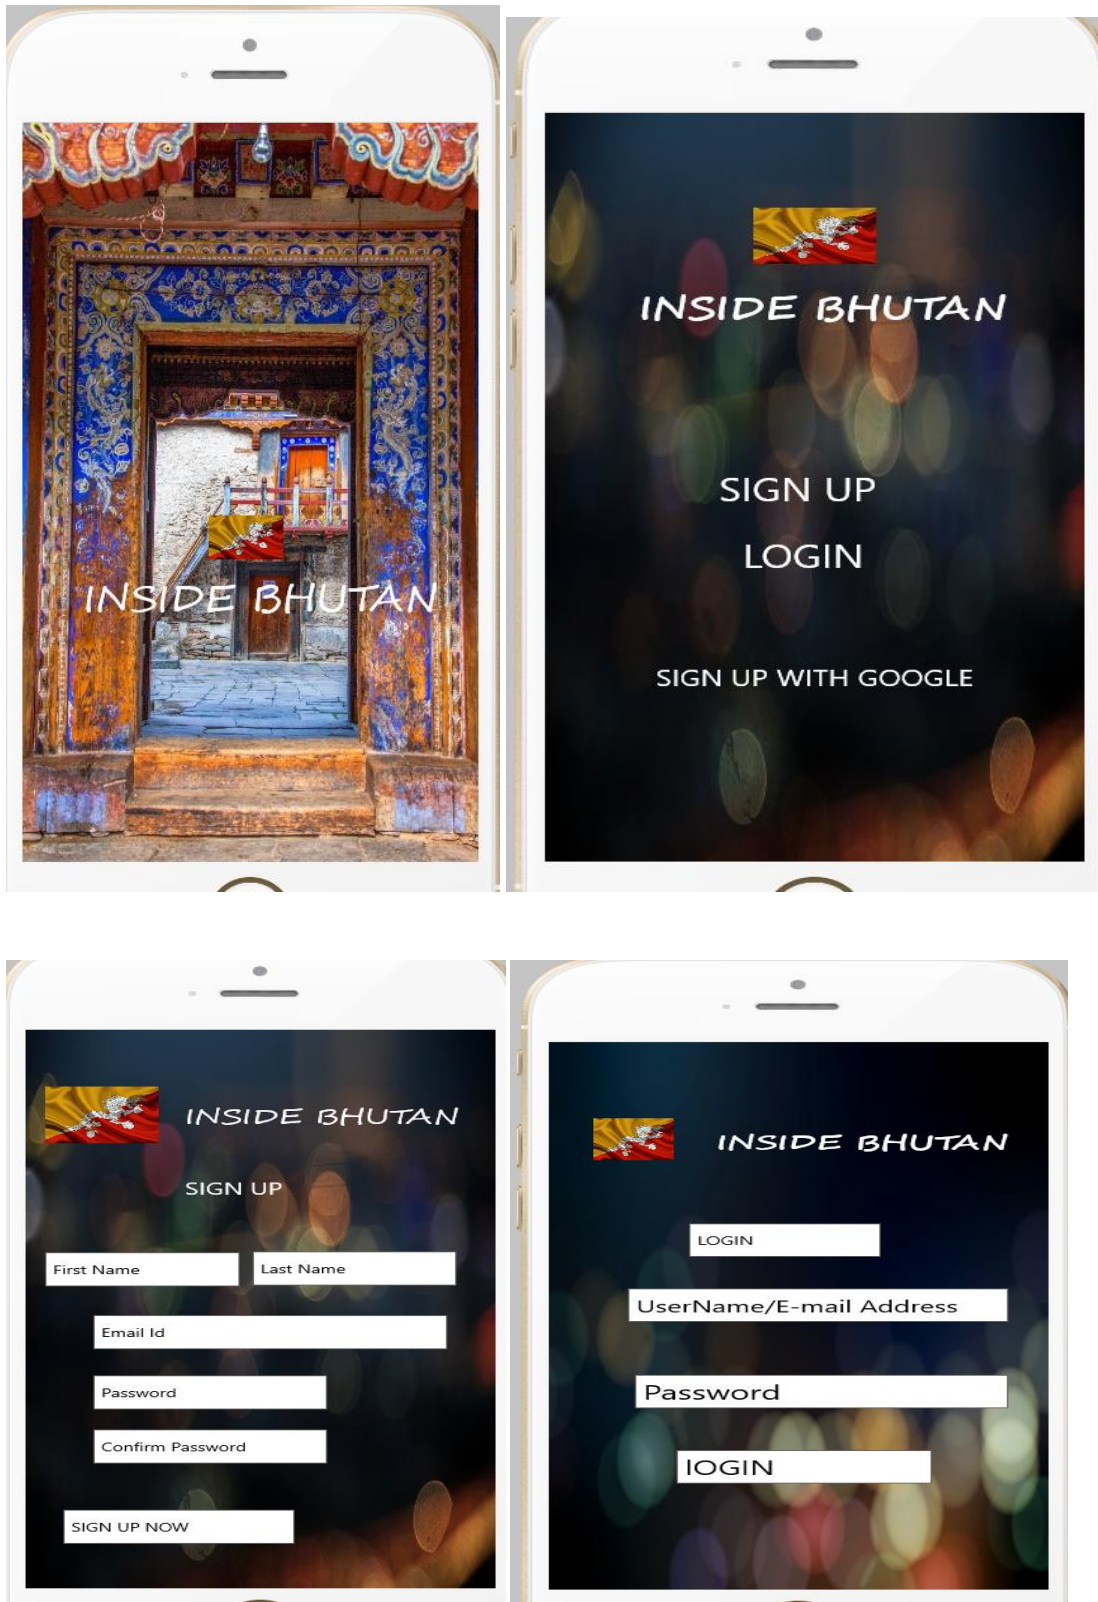 INSIDE BHUTAN
INSIDE BHUTAN
SIGN UP
LOGIN
SIGN UP WITH GOOGLE
INSIDE BHUTAN
SIGN UP
First Name
Last Name
Email Id
Password
Confirm Password
SIGN UP NOW
INSIDE BHUTAN
LOGIN
UserName/E-mail Address
Password
lOGIN